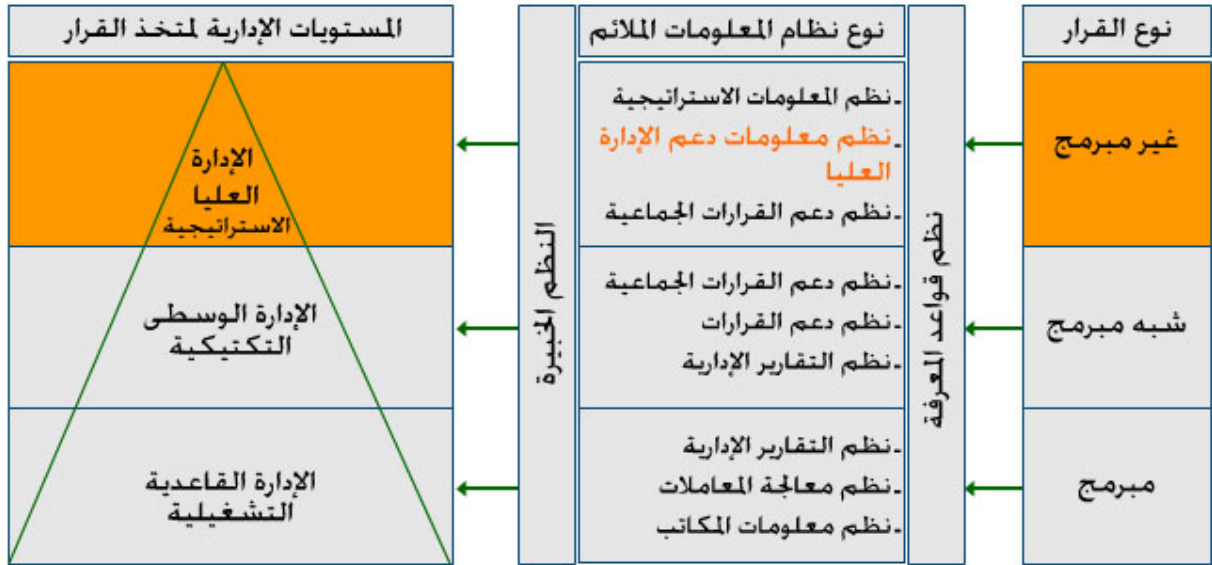 نوع القرار
نوع نظام المعلومات الملائم
المستويات الإدارية لمتخذ القرار
غير مبرمج
نظم قواعد المعرفة
-نظم المعلومات الاستراتيجية
-نظم معلومات دعم الإدارة
العليا
-نظم دعم القرارات الجماعية
النظم الخبيرة
الإدارة
العليا
الاستراتيجية
شبه مبرمج
-نظم دعم القرارات الجماعية
-نظم دعم القرارات
-نظم التقارير الإدارية
الإدارة الوسطى
التكتيكية
مبرمج
-نظم التقارير الإدارية
-نظم معالجة المعاملات
-نظم معلومات المكاتب
الإدارة القاعدية
التشغيلية